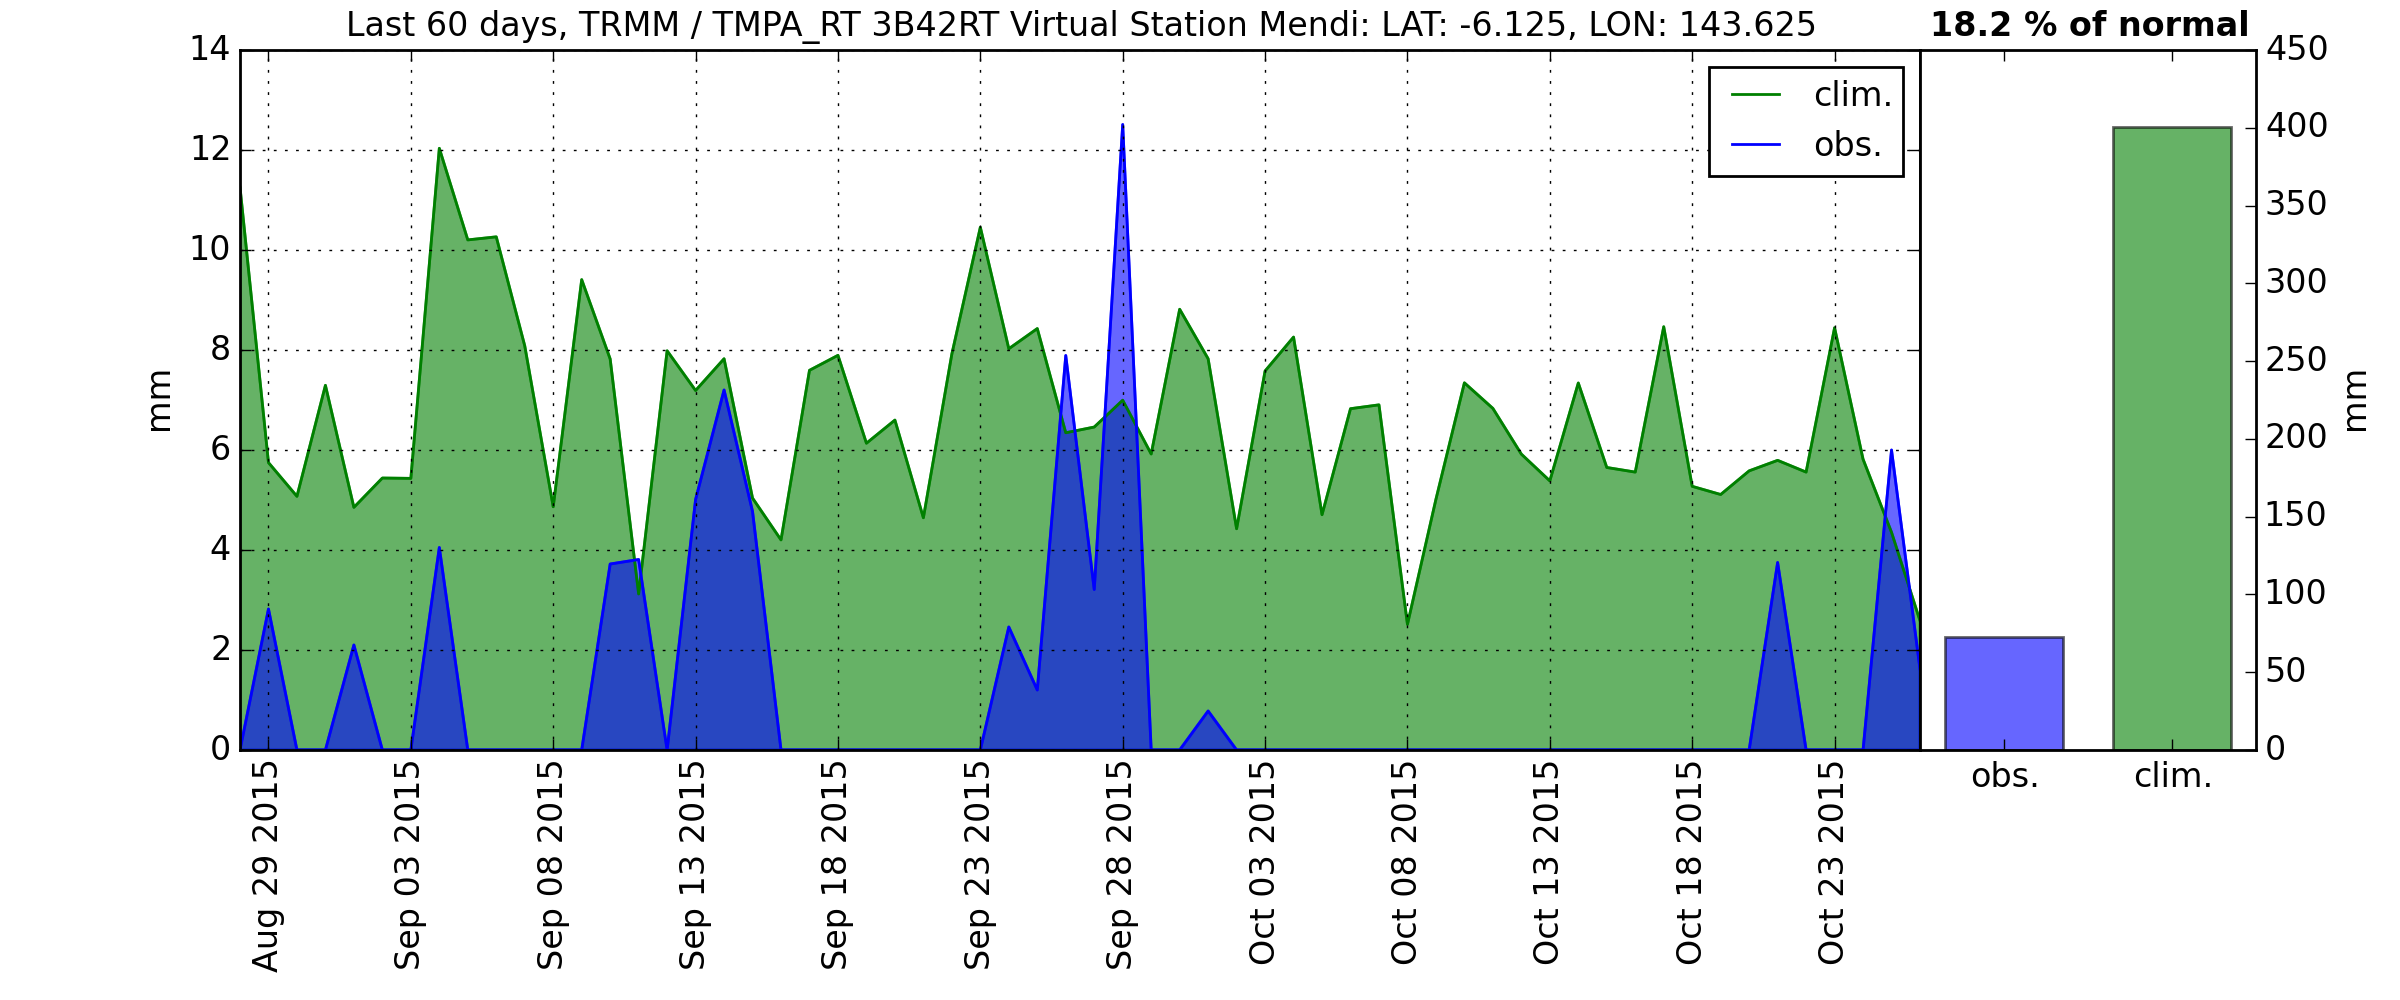 Last 60 days, TRMM / TMPA_RT 3B42RT Virtual Station Mendi: LAT: -6.125, LON: 143.625
18.2 % of normal
14
12
10
8
6
4
2
0
mm
clim.
obs.
450
400
350
300
250
200
150
100
50
0
mm
Aug 29 2015
Sep 03 2015
Sep 08 2015
Sep 13 2015
Sep 18 2015
Sep 23 2015
Sep 28 2015
Oct 03 2015
Oct 08 2015
Oct 13 2015
Oct 18 2015
Oct 23 2015
obs.
clim.